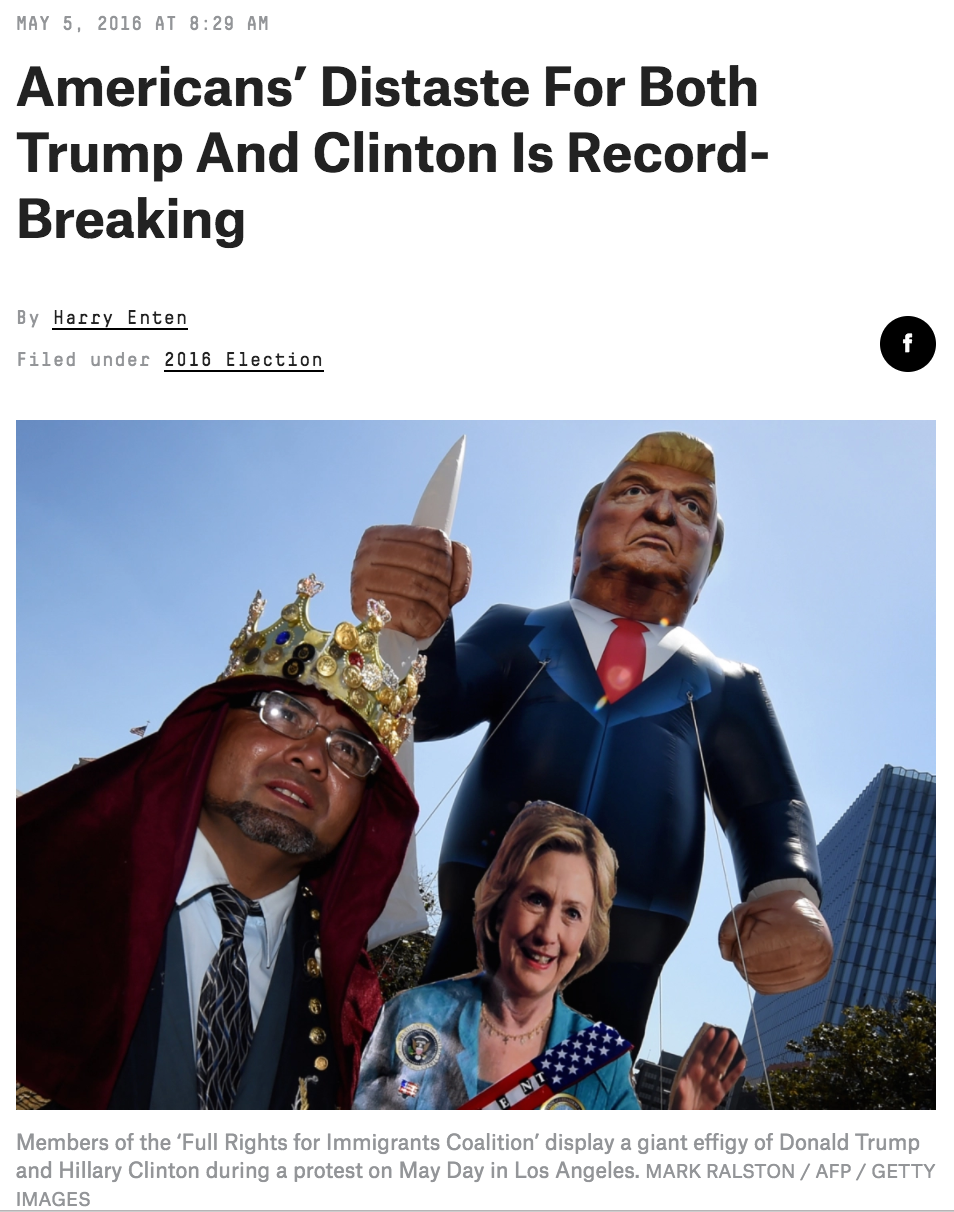 MAY 5, 2016 AT 8:29 AM
Americans’ Distaste For Both
Trump And Clinton Is Record-
Breaking
By Harry Enten
Filed under 2016 Election
f
ENT
Members of the ‘Full Rights for Immigrants Coalition’ display a giant effigy of Donald Trump
and Hillary Clinton during a protest on May Day in Los Angeles. MARK RALSTON / AFP / GETTY
IMAGES